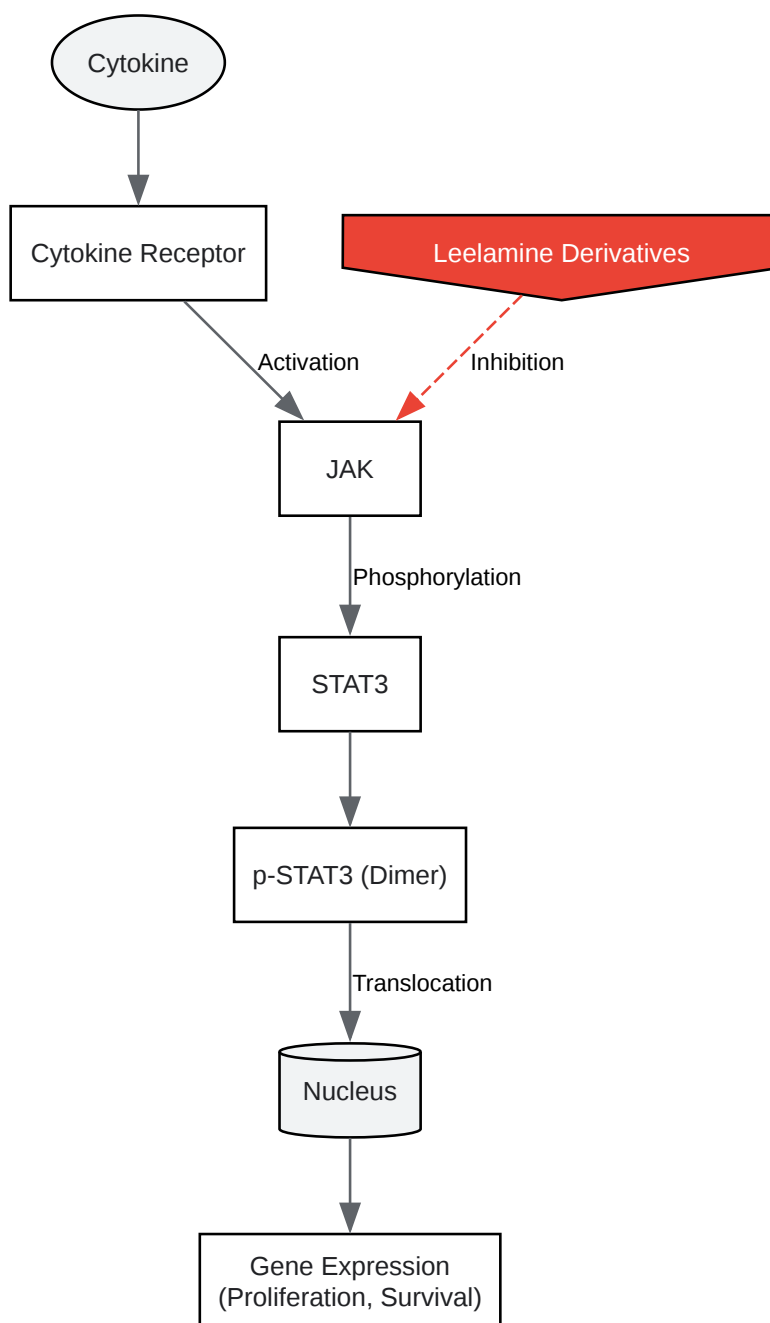 Cytokine
Cytokine Receptor
Leelamine Derivatives
Activation
Inhibition
JAK
Phosphorylation
STAT3
p-STAT3 (Dimer)
Translocation
Nucleus
Gene Expression
(Proliferation, Survival)